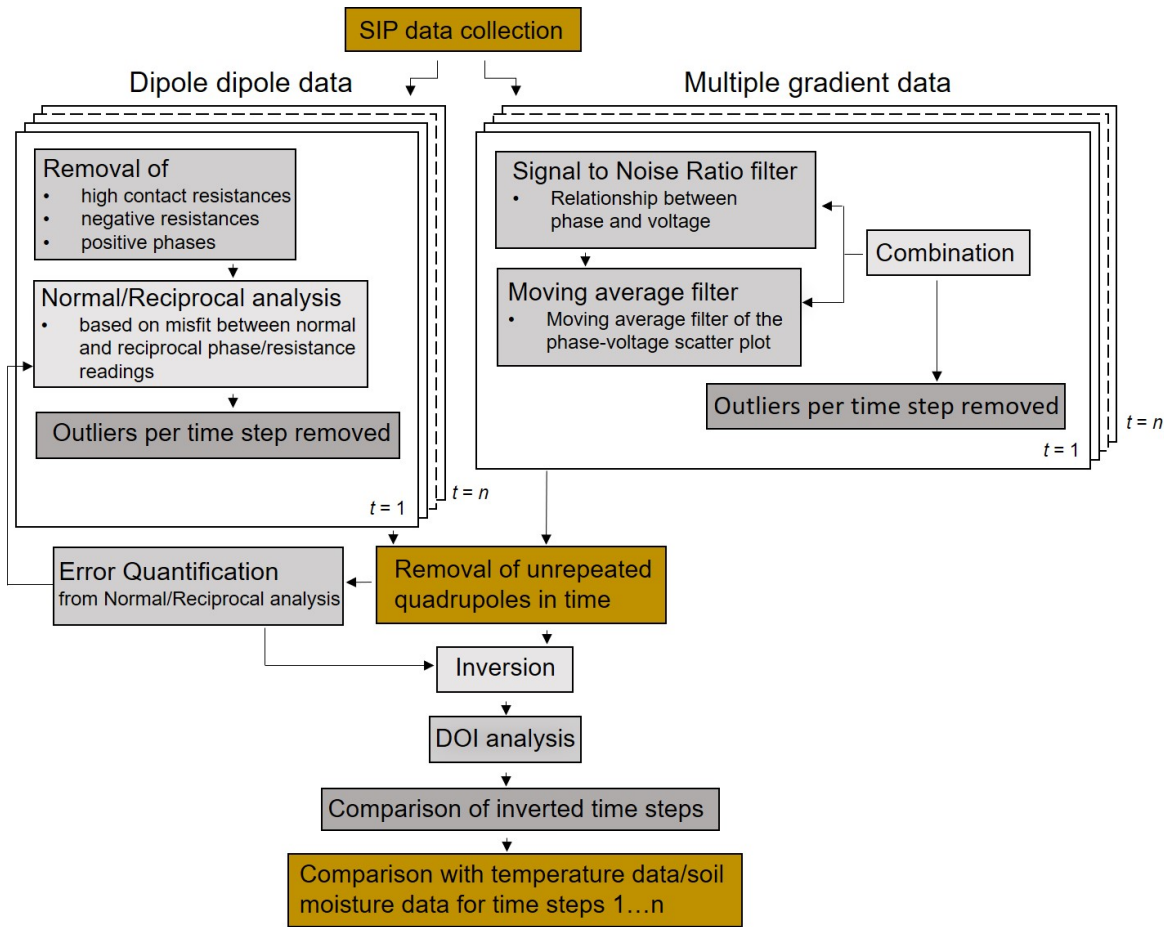 SIP data collection
Dipole dipole data
Removal of
• high contact resistances
• negative resistances
• positive phases
Normal/Reciprocal analysis
• based on misfit between normal
and reciprocal phase/resistance
readings
Outliers per time step removed
t = 1
t = n
Multiple gradient data
Signal to Noise Ratio filter
• Relationship between
phase and voltage
Moving average filter
• Moving average filter of the
phase-voltage scatter plot
Combination
Outliers per time step removed
t = 1
t = n
Error Quantification
from Normal/Reciprocal analysis
Removal of unrepeated
quadrupoles in time
Inversion
DOI analysis
Comparison of inverted time steps
Comparison with temperature data/soil
moisture data for time steps 1...n